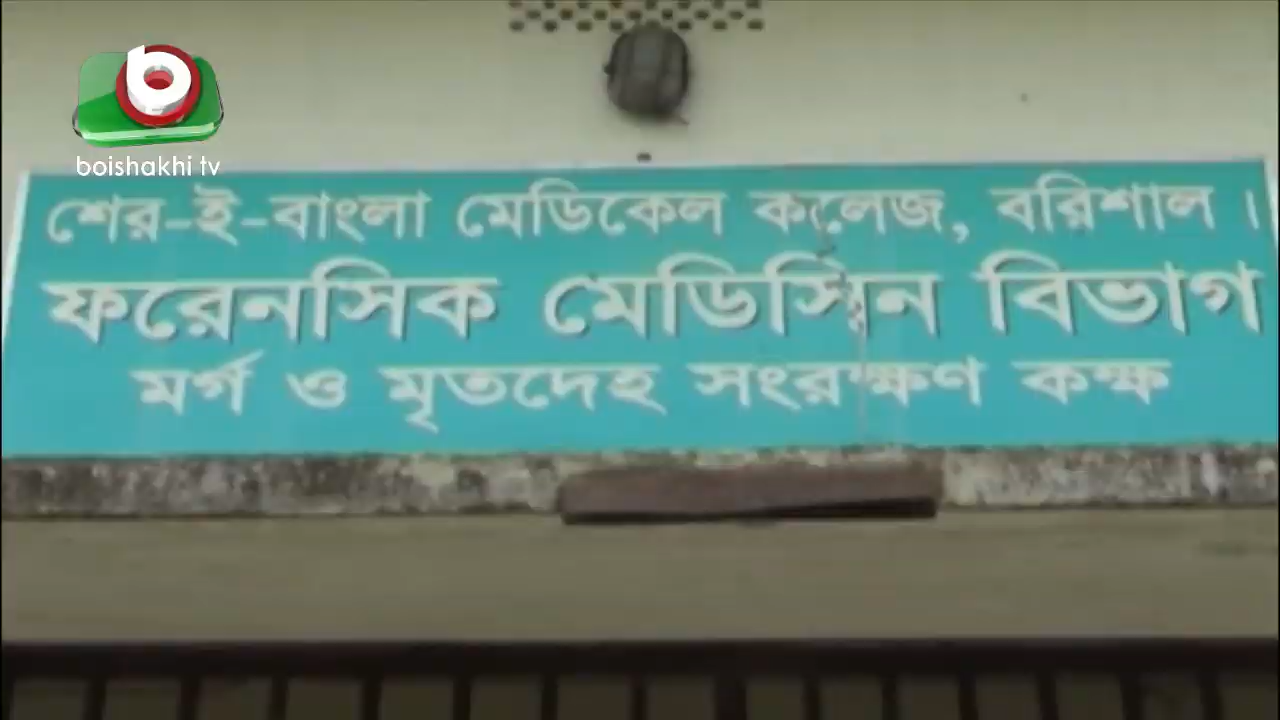 boishakhi tv
শের-ই-বাংলা মেডিকেল কলেজ, বরিশাল।
ফরেনসিক মেডিসিন বিভাগ
মর্গ ও মৃতদেহ সংরক্ষণ কক্ষ